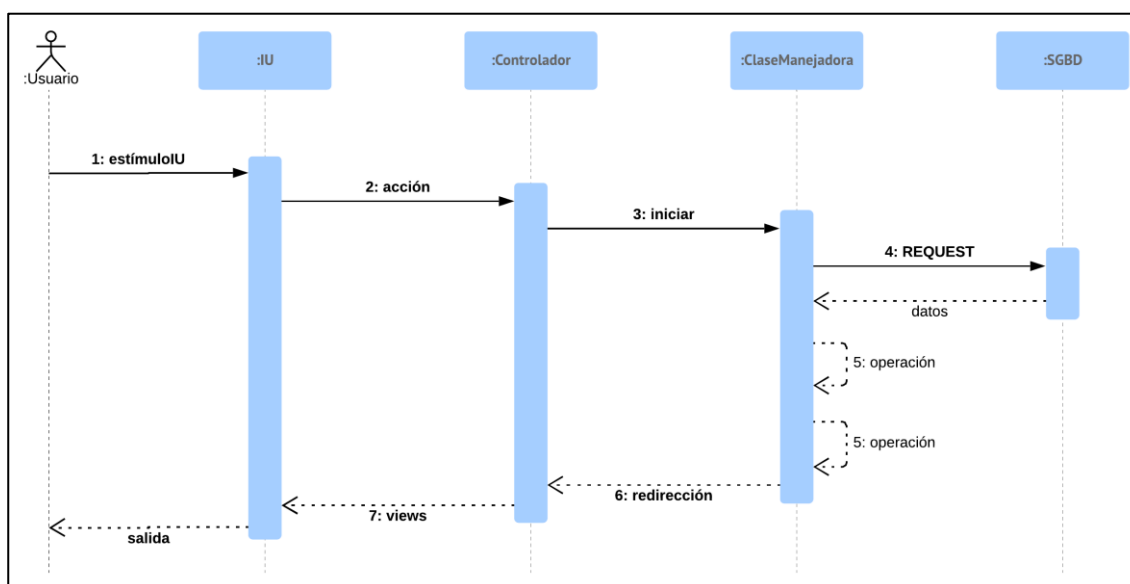 :Usuario
:IU
:Controlador
:ClaseManejadora
:SGBD
1: estímuloIU
2: acción
3: iniciar
4: REQUEST
datos
5: operación
5: operación
6: redirección
7: views
salida